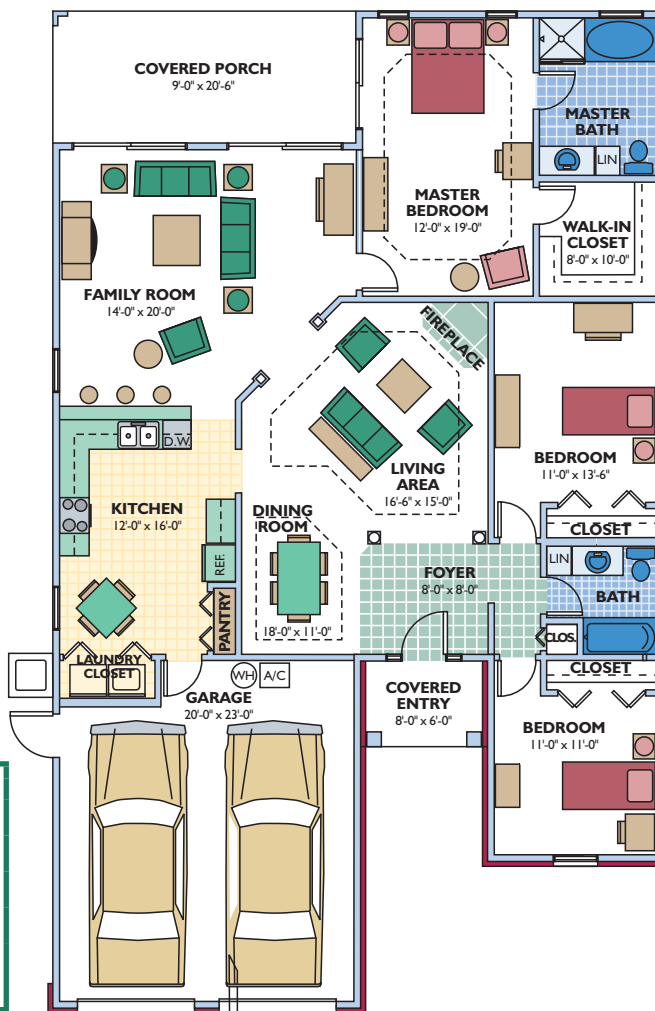 COVERED PORCH
9'-0" x 20'-6"
MASTER
BATH
LIN
MASTER
BEDROOM
12'-0" x 19'-0"
WALK-IN
CLOSET
8'-0" x 10'-0"
FAMILY ROOM
14'-0" x 20'-0"
FIREPLACE
D.W.
BEDROOM
11'-0" x 13'-6"
LIVING
AREA
16'-6" x 15'-0"
KITCHEN
12'-0" x 16'-0"
DINING
ROOM
18'-0" x 11'-0"
CLOSET
REF.
FOYER
8'-0" x 8'-0"
LIN
BATH
PANTRY
CLOS.
LAUNDRY
CLOSET
CLOSET
WH
A/C
GARAGE
20'-0" x 23'-0"
COVERED
ENTRY
8'-0" x 6'-0"
BEDROOM
11'-0" x 11'-0"